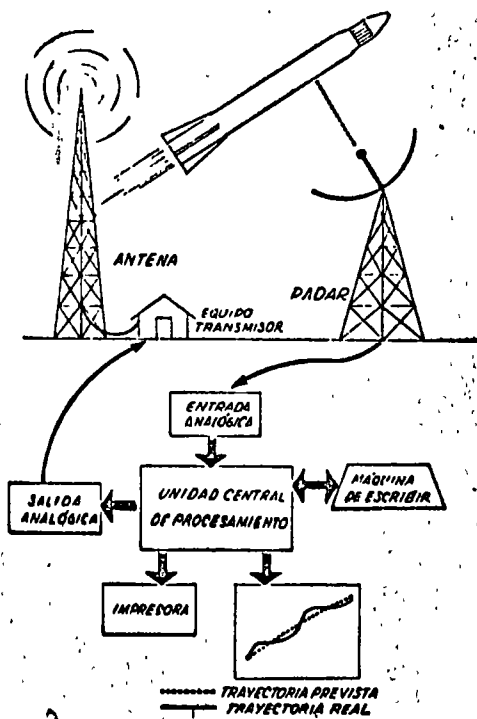 ANTENA
EQUIPO
TRANSMISOR
RADAR
ENTRADA
ANALÓGICA
SALIDA
ANALÓGICA
UNIDAD CENTRAL
DE PROCESAMIENTO
MÁQUINA
DE ESCRIBIR
IMPRESORA
TRAYECTORIA PREVISTA
TRAYECTORIA REAL